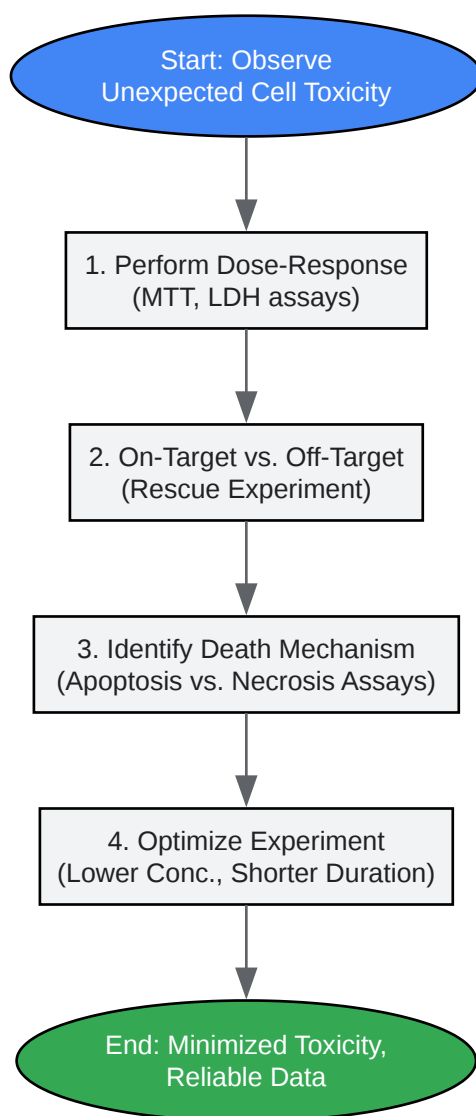 Start: Observe
Unexpected Cell Toxicity
1. Perform Dose-Response
(MTT, LDH assays)
2. On-Target vs. Off-Target
(Rescue Experiment)
3. Identify Death Mechanism
(Apoptosis vs. Necrosis Assays)
4. Optimize Experiment
(Lower Conc., Shorter Duration)
End: Minimized Toxicity,
Reliable Data